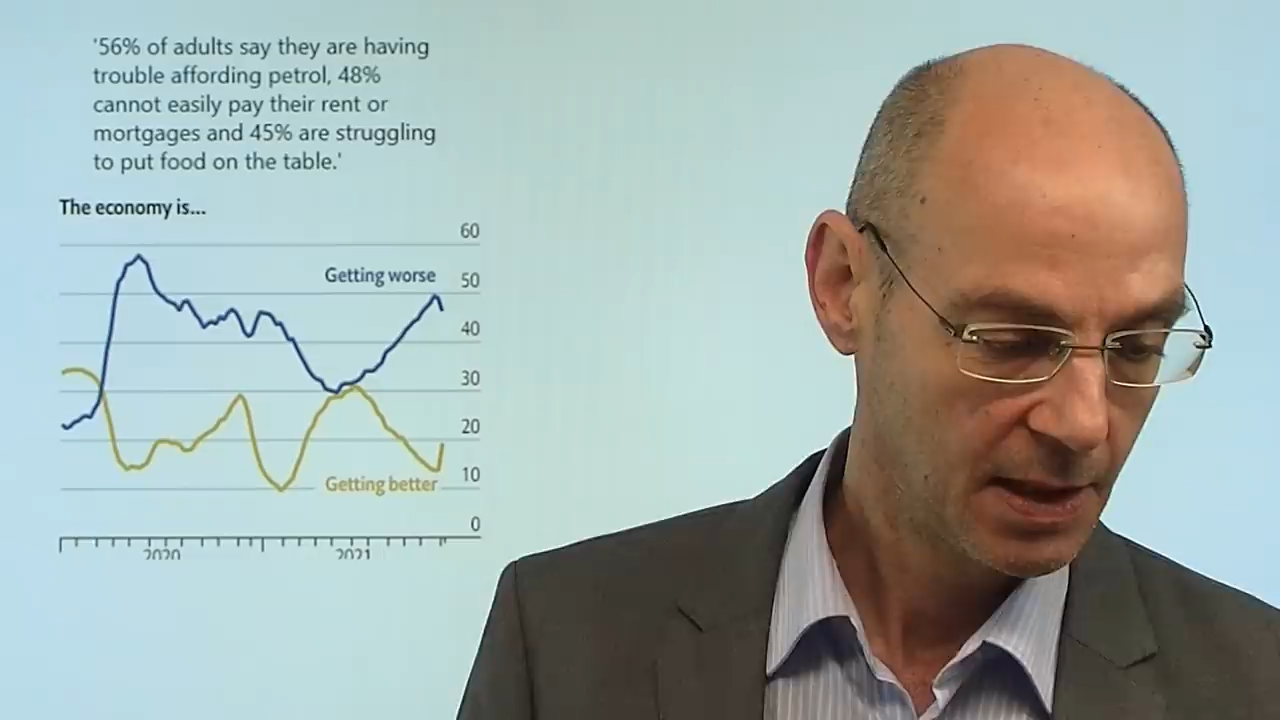 '56% of adults say they are having
trouble affording petrol, 48%
cannot easily pay their rent or
mortgages and 45% are struggling
to put food on the table.'
The economy is...
60
Getting worse
50
40
30
20
10
Getting better
0
2020
2021